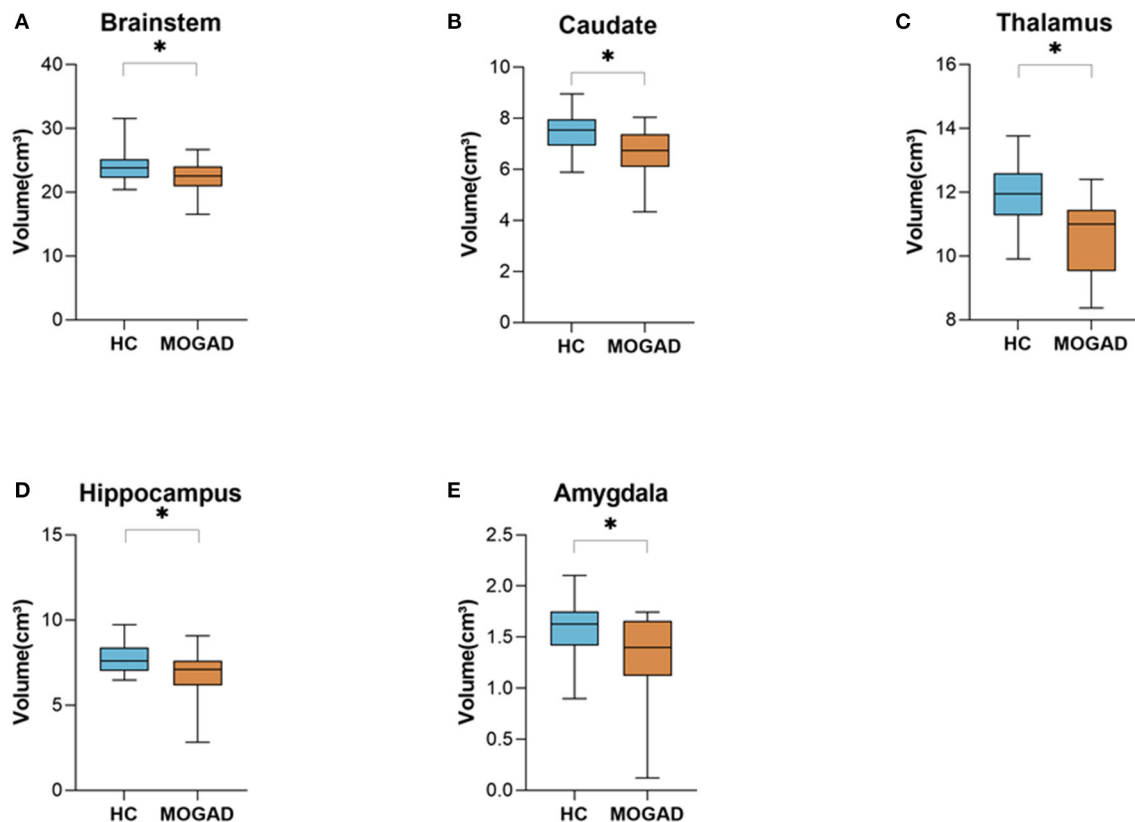 A Brainstem
*
Volume(cm³)
40
30
20
10
0
HC MOGAD
B Caudate
*
Volume(cm³)
10
8
6
4
2
0
HC MOGAD
C Thalamus
*
Volume(cm³)
16
14
12
10
8
HC MOGAD
D Hippocampus
*
Volume(cm³)
15
10
5
0
HC MOGAD
E Amygdala
*
Volume(cm³)
2.5
2.0
1.5
1.0
0.5
0.0
HC MOGAD